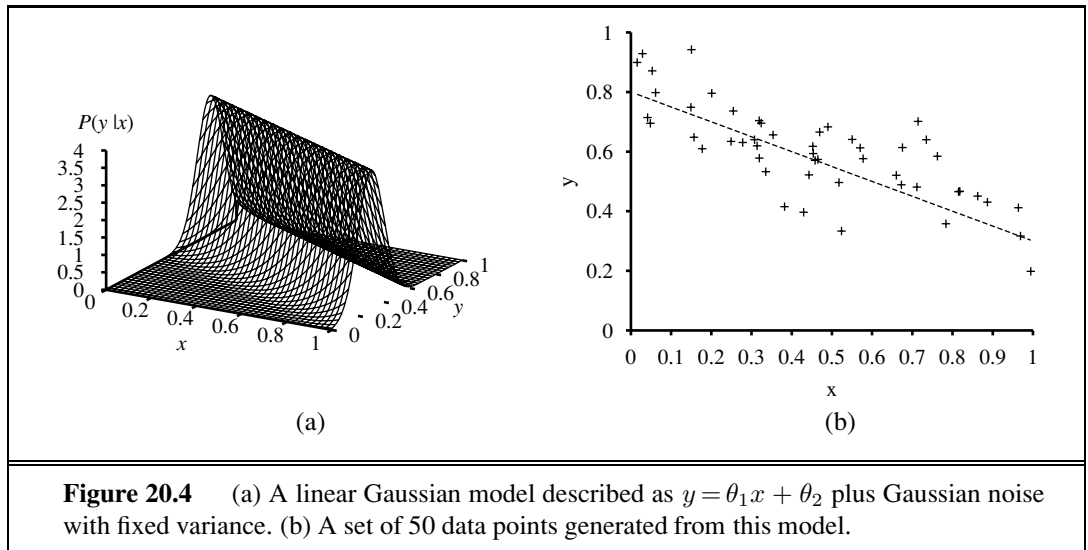 P(y |x)
4
3.5
3
2.5
2
1.5
1
0.5
0
0 0.2 0.4 0.6 0.8 1
x
0 0.2 0.4 0.6 0.8 1
y
(a)
1
0.8
0.6
0.4
0.2
0
y
0 0.1 0.2 0.3 0.4 0.5 0.6 0.7 0.8 0.9 1
x
(b)
Figure 20.4 (a) A linear Gaussian model described as y = θ₁x + θ₂ plus Gaussian noise
with fixed variance. (b) A set of 50 data points generated from this model.